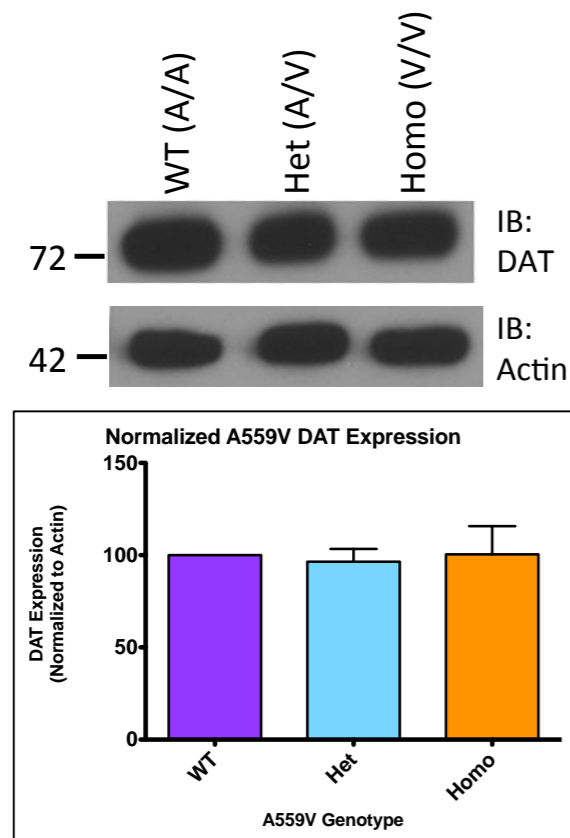 WT (A/A)
Het (A/V)
Homo (V/V)
72
IB:
DAT
42
IB:
Actin
Normalized A559V DAT Expression
150
100
50
0
DAT Expression
(Normalized to Actin)
WT
Het
Homo
A559V Genotype